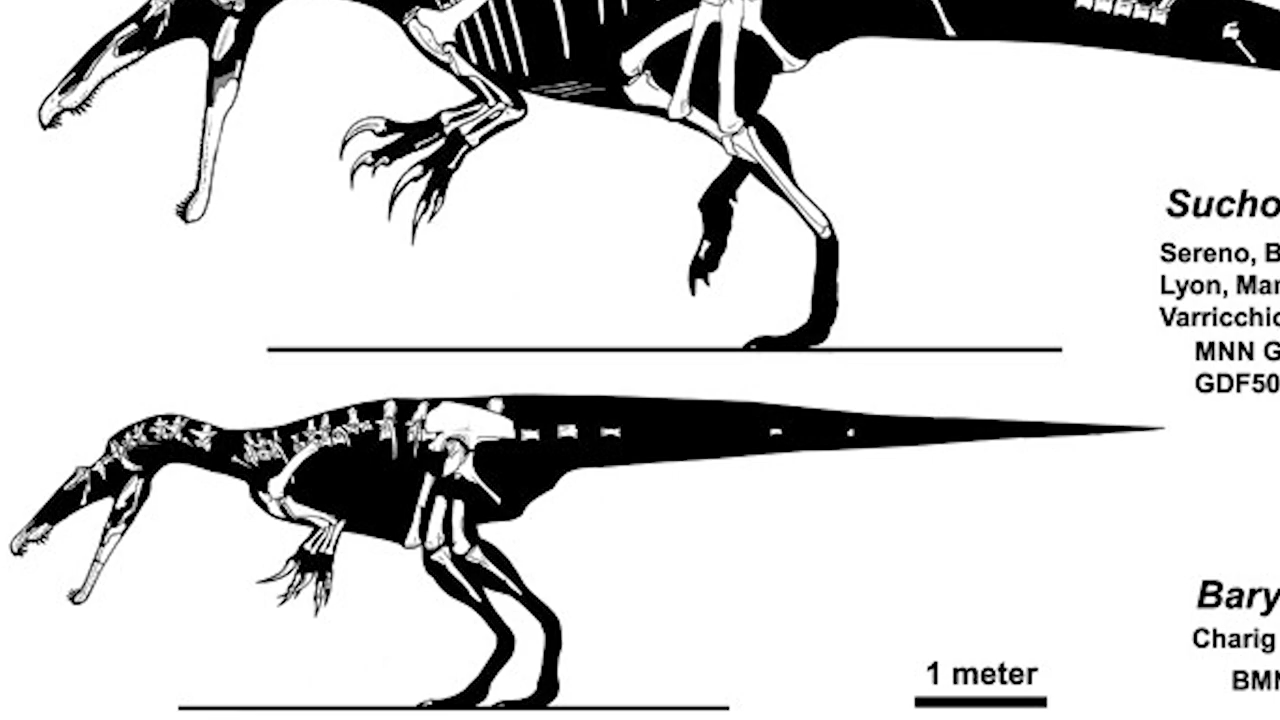 Sucho
Sereno, B
Lyon, Mar
Varricchio
MNN G
GDF50
Bary
Charig
BMN
1 meter